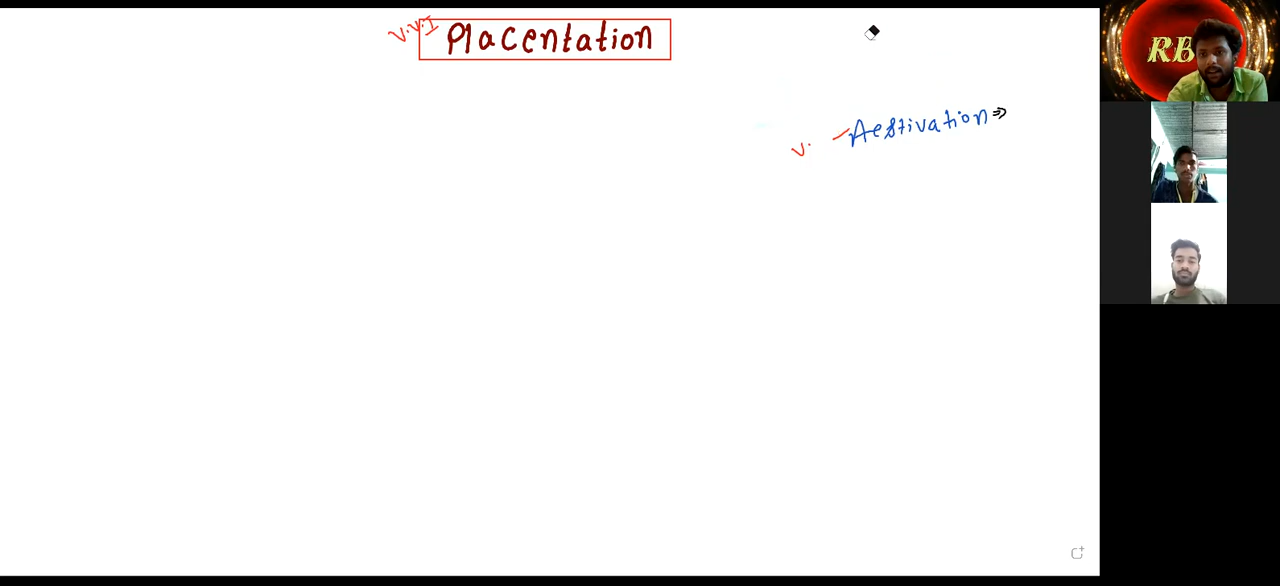 V.V.I Placentation
V. Aestivation ⇒
RB